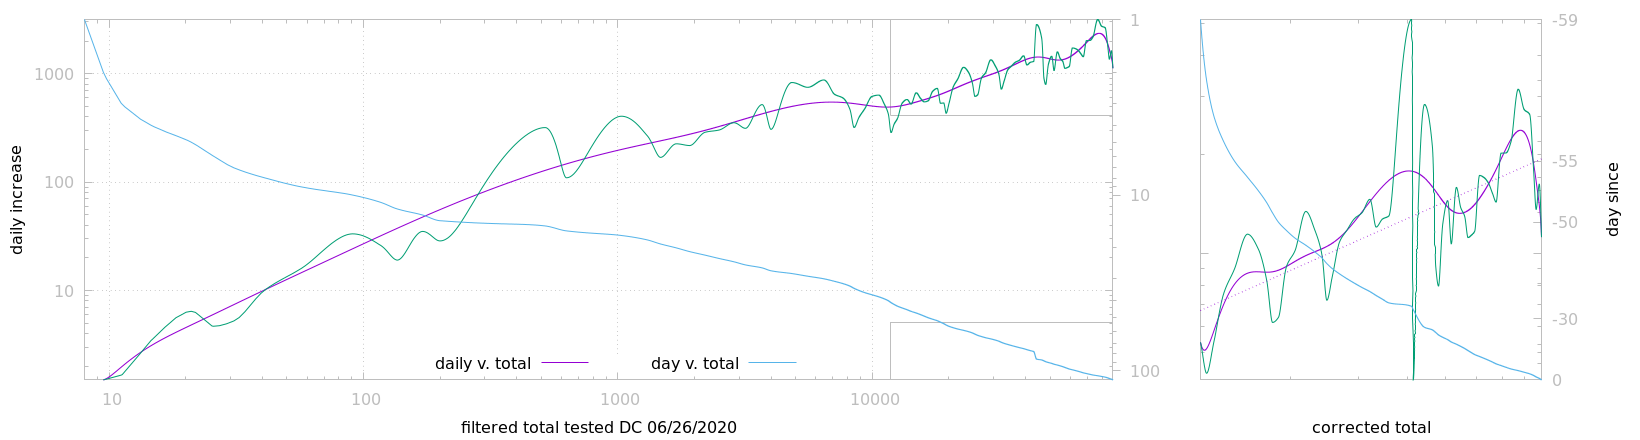 daily increase
1000
100
10
10
100
1000
10000
1
10
100
daily v. total
day v. total
filtered total tested DC 06/26/2020
-59
-55
-50
-30
0
day since
corrected total